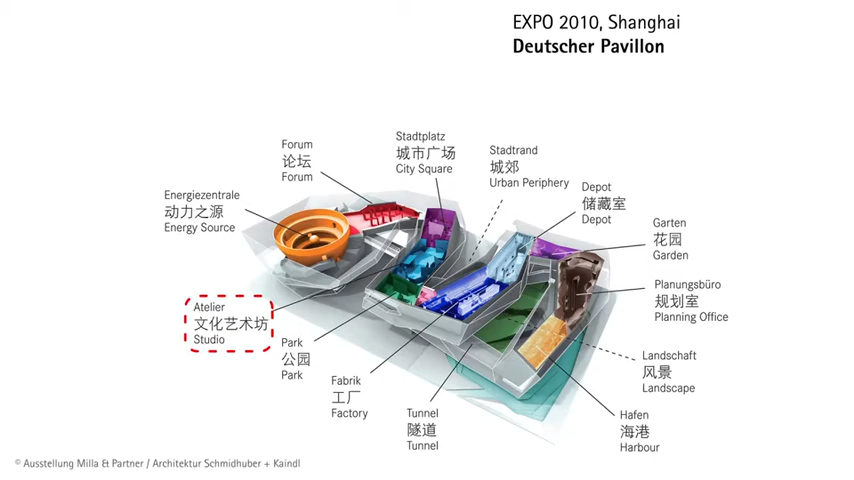 EXPO 2010, Shanghai
Deutscher Pavillon
Forum
论坛
Forum
Stadtplatz
城市广场
City Square
Stadtrand
城郊
Urban Periphery
Depot
储藏室
Depot
Energiezentrale
动力之源
Energy Source
Garten
花园
Garden
Planungsbüro
规划室
Planning Office
Atelier
文化艺术坊
Studio
Park
公园
Park
Landschaft
风景
Landscape
Fabrik
工厂
Factory
Tunnel
隧道
Tunnel
Hafen
海港
Harbour
© Ausstellung Milla & Partner / Architektur Schmidhuber + Kaindl